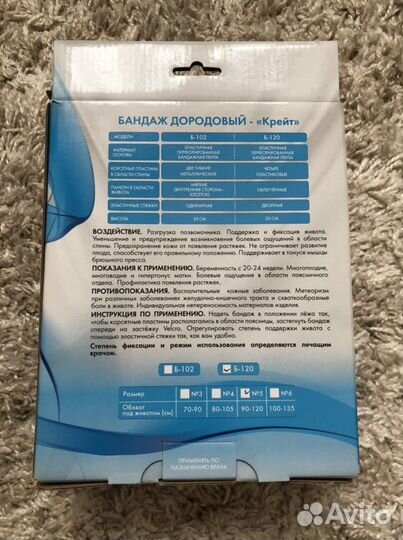 БАНДАЖ ДОРОДОВЫЙ - «Крейт»
МОДЕЛИ Б-102 Б-120
МАТЕРИАЛ ОСНОВЫ ЭЛАСТИЧНАЯ ПЕРФОРИРОВАННАЯ БАНДАЖНАЯ ЛЕНТА ЭЛАСТИЧНАЯ ПЕРФОРИРОВАННАЯ БАНДАЖНАЯ ЛЕНТА
КОРСЕТНЫЕ ПЛАСТИНЫ В ОБЛАСТИ СПИНЫ ДВЕ ГИБКИЕ МЕТАЛЛИЧЕСКИЕ ЧЕТЫРЕ ПЛАСТИКОВЫЕ
ПАНЕЛИ В ОБЛАСТИ ЖИВОТА МЯГКИЕ (ВНУТРЕННЯЯ СТОРОНА - ХЛОПОК) ОБЛЕГЧЁННЫЕ
ЭЛАСТИЧНЫЕ СТЯЖКИ ОДИНАРНАЯ ДВОЙНАЯ
ВЫСОТА 20 СМ 20 СМ
ВОЗДЕЙСТВИЕ. Разгрузка позвоночника. Поддержка и фиксация живота.
Уменьшение и предупреждение возникновения болевых ощущений в области
спины. Предохранение кожи от появления растяжек. Не ограничивает развитие
плода, способствует его правильному положению. Поддерживает в тонусе мышцы
брюшного пресса.
ПОКАЗАНИЯ К ПРИМЕНЕНИЮ. Беременность с 20-24 недели. Многоплодие,
многоводие и гипертонус матки. Болевые ощущения в области поясничного
отдела. Профилактика появления растяжек.
ПРОТИВОПОКАЗАНИЯ. Воспалительные кожные заболевания. Метеоризм
при различных заболеваниях желудочно-кишечного тракта и схваткообразные
боли в животе. Индивидуальная непереносимость материалов изделия.
ИНСТРУКЦИЯ ПО ПРИМЕНЕНИЮ. Надеть бандаж в положении лёжа так,
чтобы корсетные пластины располагались в области поясницы, застегнуть бандаж
спереди на застёжку Velcro. Отрегулировать степень поддержки живота с
помощью эластичной стяжки так, как вам удобно.
Степень фиксации и режим использования определяются лечащим
врачом.
Б-102 Б-120
Размер №3 №4 №5 №6
Обхват под животом (см) 70-90 80-105 90-120 100-135
ПРИМЕНЯТЬ ПО
НАЗНАЧЕНИЮ ВРАЧА
Avito